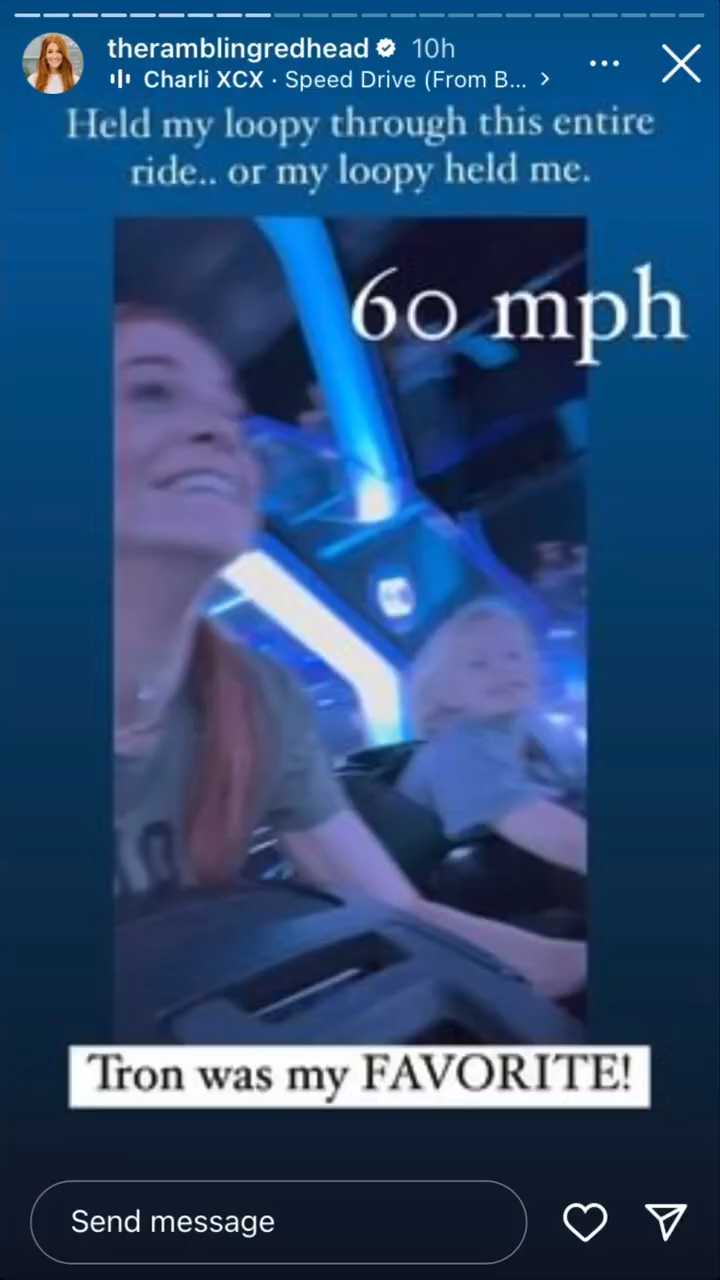 theramblingredhead 10h
Charli XCX · Speed Drive (From B... >
Held my loopy through this entire
ride.. or my loopy held me.
60 mph
Tron was my FAVORITE!
Send message